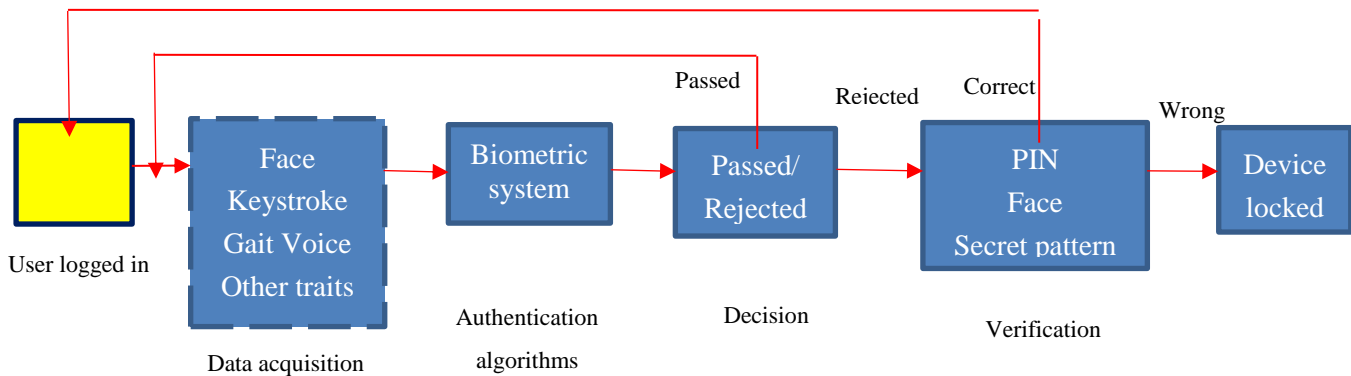 Passed
Rejected
Correct
Wrong
Face
Keystroke
Gait Voice
Other traits
Biometric
system
Passed/
Rejected
PIN
Face
Secret pattern
Device
locked
User logged in
Data acquisition
Authentication
algorithms
Decision
Verification